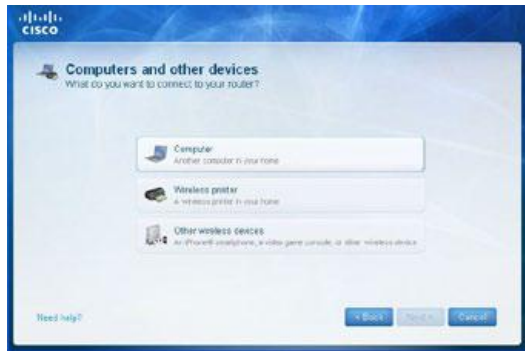 CISCO
Computers and other devices
What do you want to connect to your router?
Computer
Another computer in your home
Wireless printer
A wireless printer in your home
Other wireless devices
An iPhone® smartphone, a video game console, or other wireless device
Need help?
< Back
Next >
Cancel